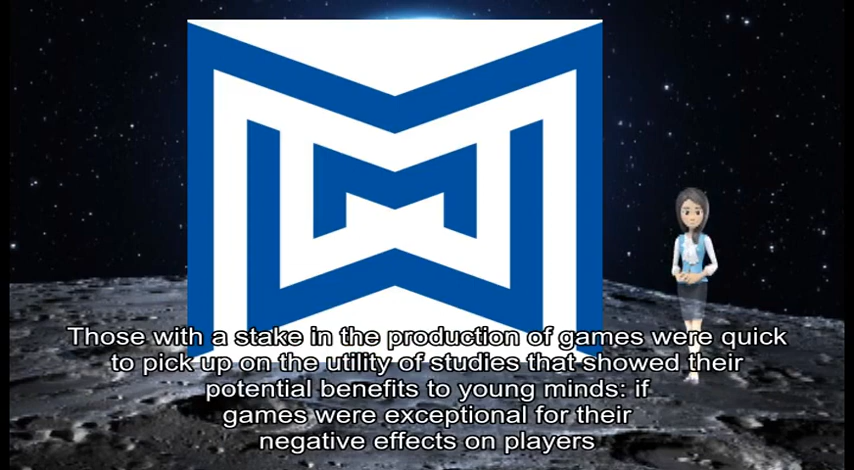 Those with a stake in the production of games were quick
to pick up on the utility of studies that showed their
potential benefits to young minds: if
games were exceptional for their
negative effects on players